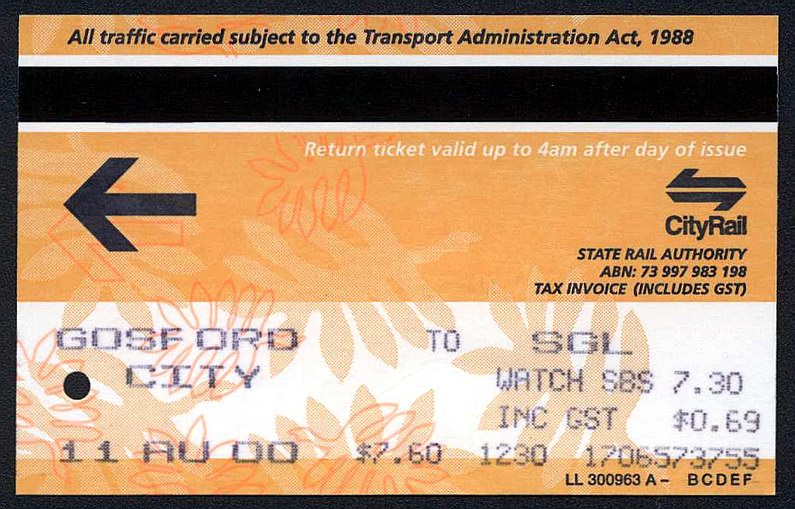 All traffic carried subject to the Transport Administration Act, 1988
Return ticket valid up to 4am after day of issue
CityRail
STATE RAIL AUTHORITY
ABN: 73 997 983 198
TAX INVOICE (INCLUDES GST)
GOSFORD TO SGL
CITY WATCH SBS 7.30
INC GST $0.69
11 AU 00 $7.60 1230 1706573755
LL 300963 A – BCDEF